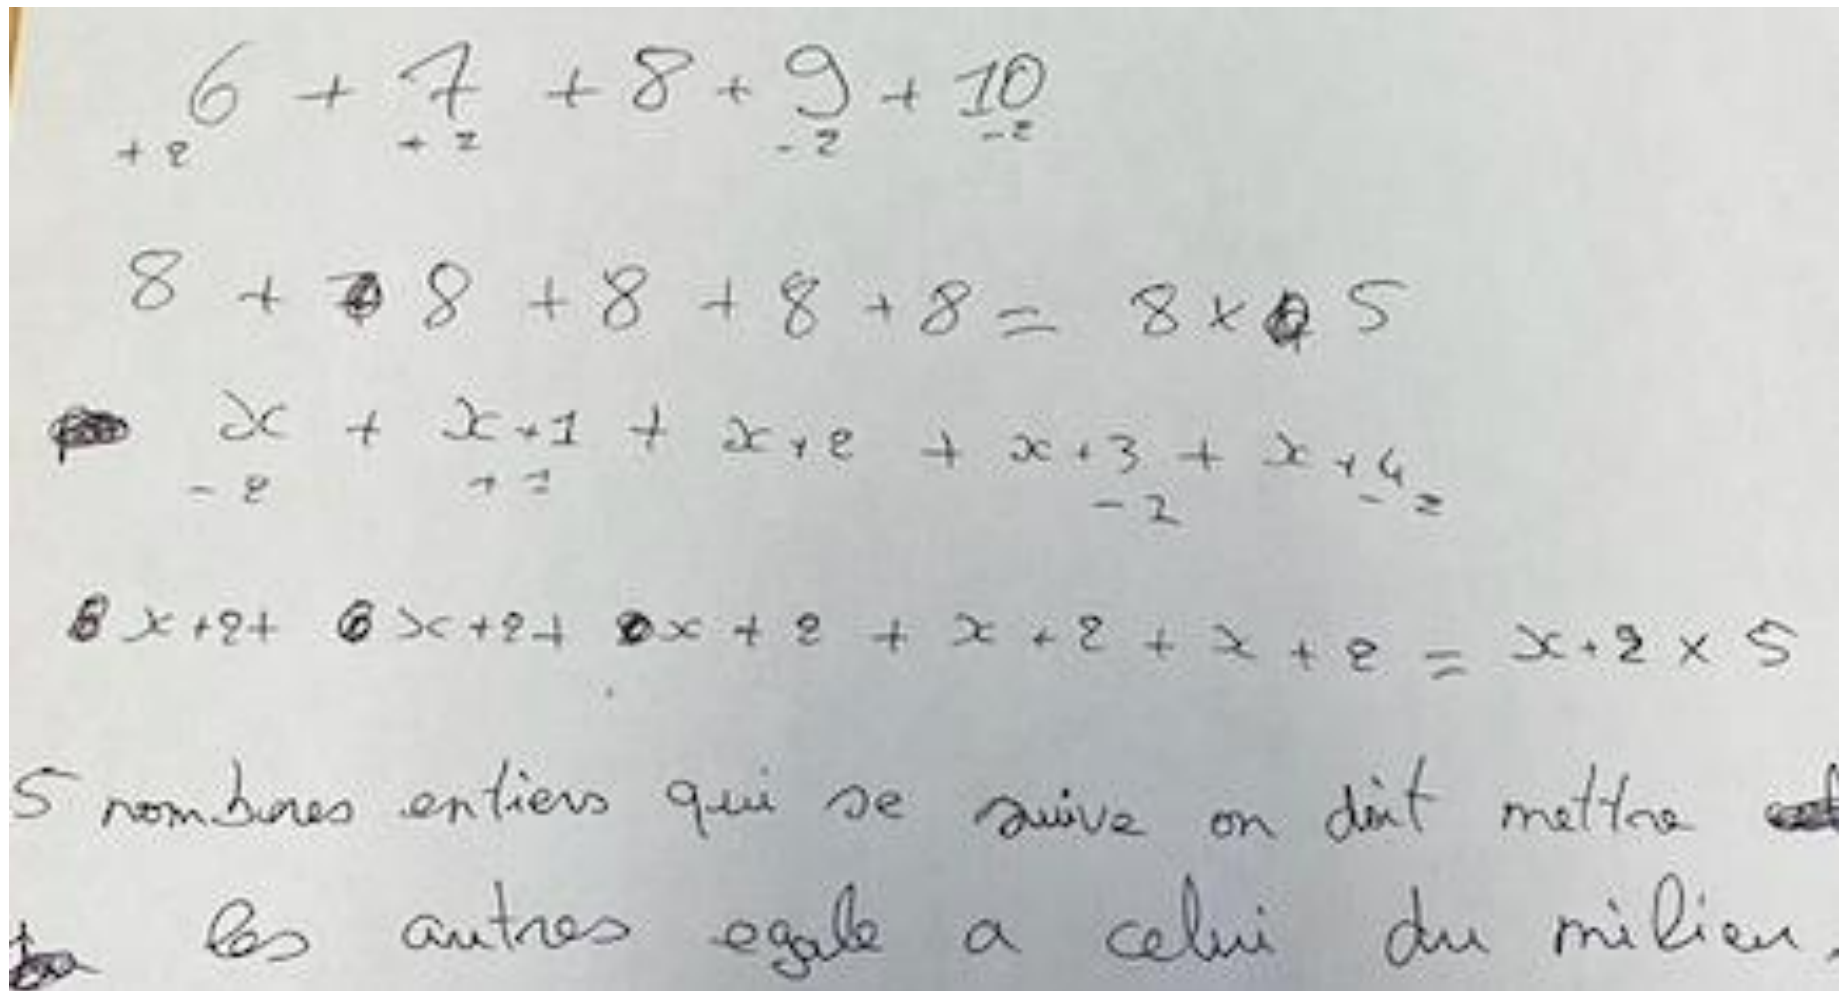 6 + 7 + 8 + 9 + 10
+2 +2 -2 -2
8 + 8 + 8 + 8 + 8 = 8 x 5
x + x+1 + x+2 + x+3 + x+4
-2 +1 -2 -2
x+2+ x+2+ x+2 + x+2 + x+2 = x+2 x 5
5 nombres entiers qui se suive on doit mettre
les autres egale a celui du milieu.